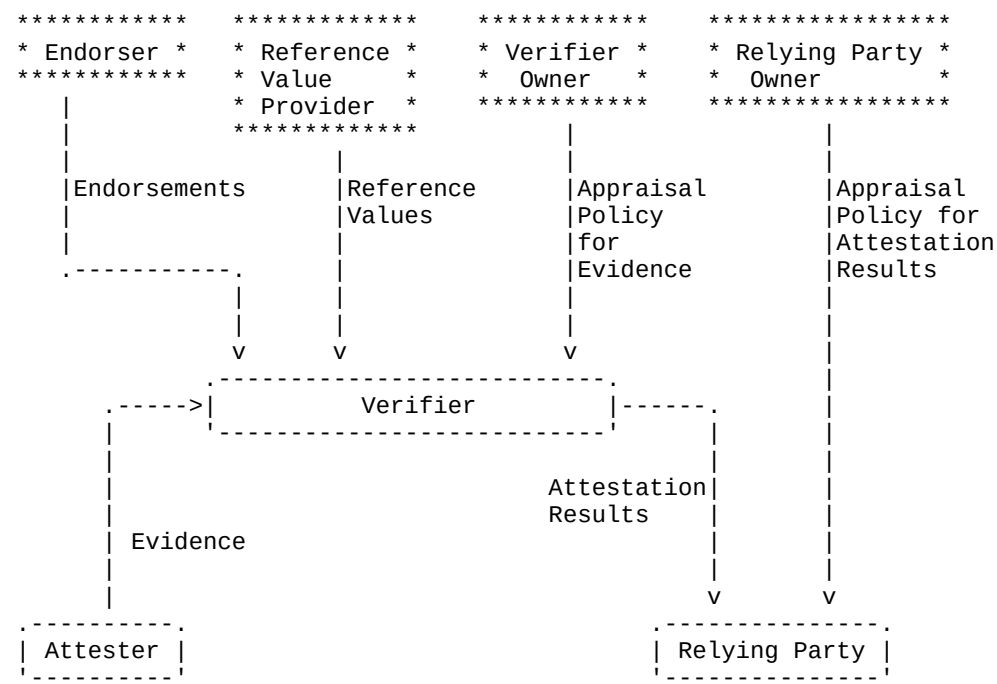 Endorser
Reference
Value
Provider
Verifier
Owner
Relying Party
Owner
Endorsements
Reference
Values
Appraisal
Policy
for
Evidence
Appraisal
Policy for
Attestation
Results
Verifier
Attestation
Results
Evidence
Attester
Relying Party